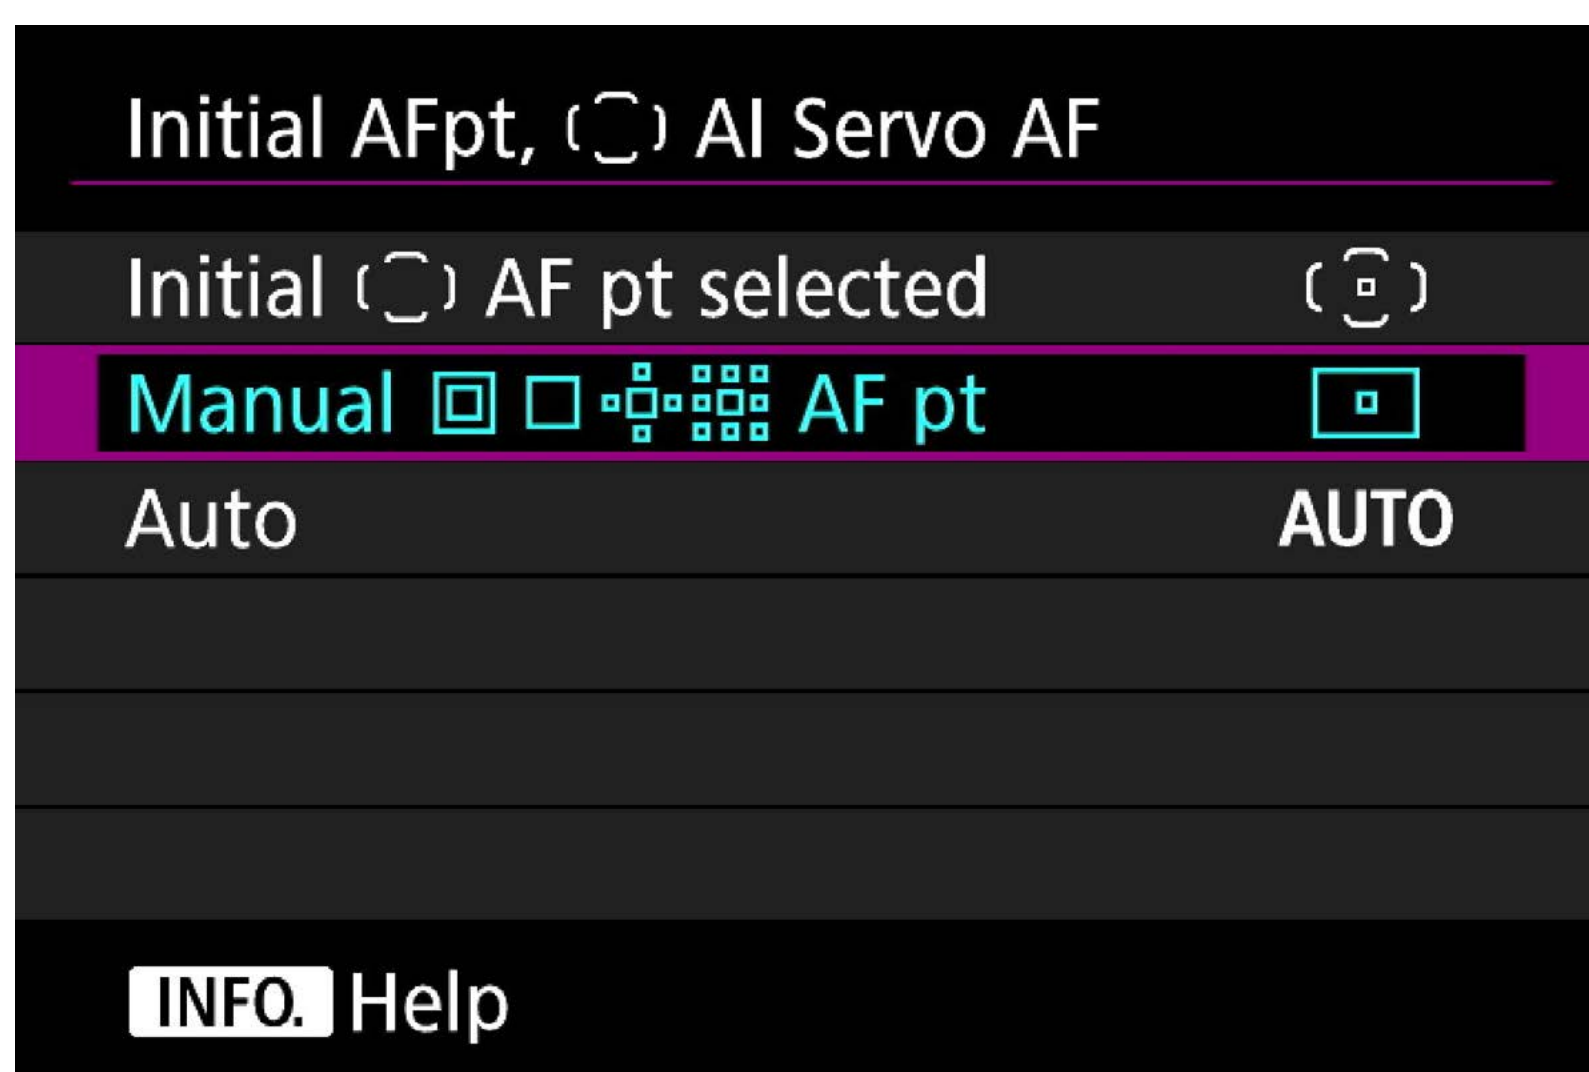 Initial AFpt, AI Servo AF
Initial AF pt selected
Manual AF pt
Auto AUTO
INFO. Help